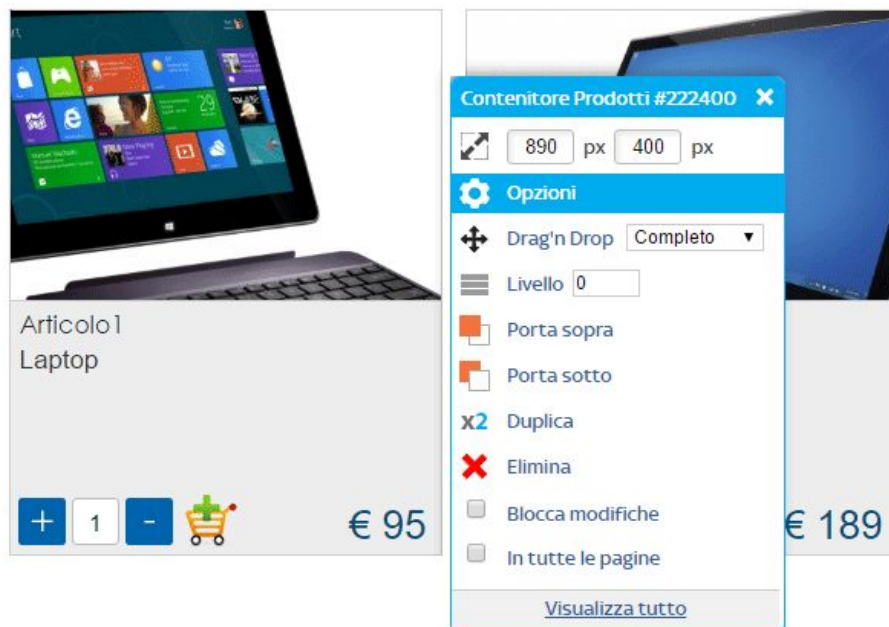 Contenitore Prodotti #222400
890 px 400 px
Opzioni
Drag'n Drop Completo
Livello 0
Porta sopra
Porta sotto
x2 Duplica
Elimina
Blocca modifiche
In tutte le pagine
Visualizza tutto
Articolo1
Laptop
+ 1 - € 95
€ 189
29